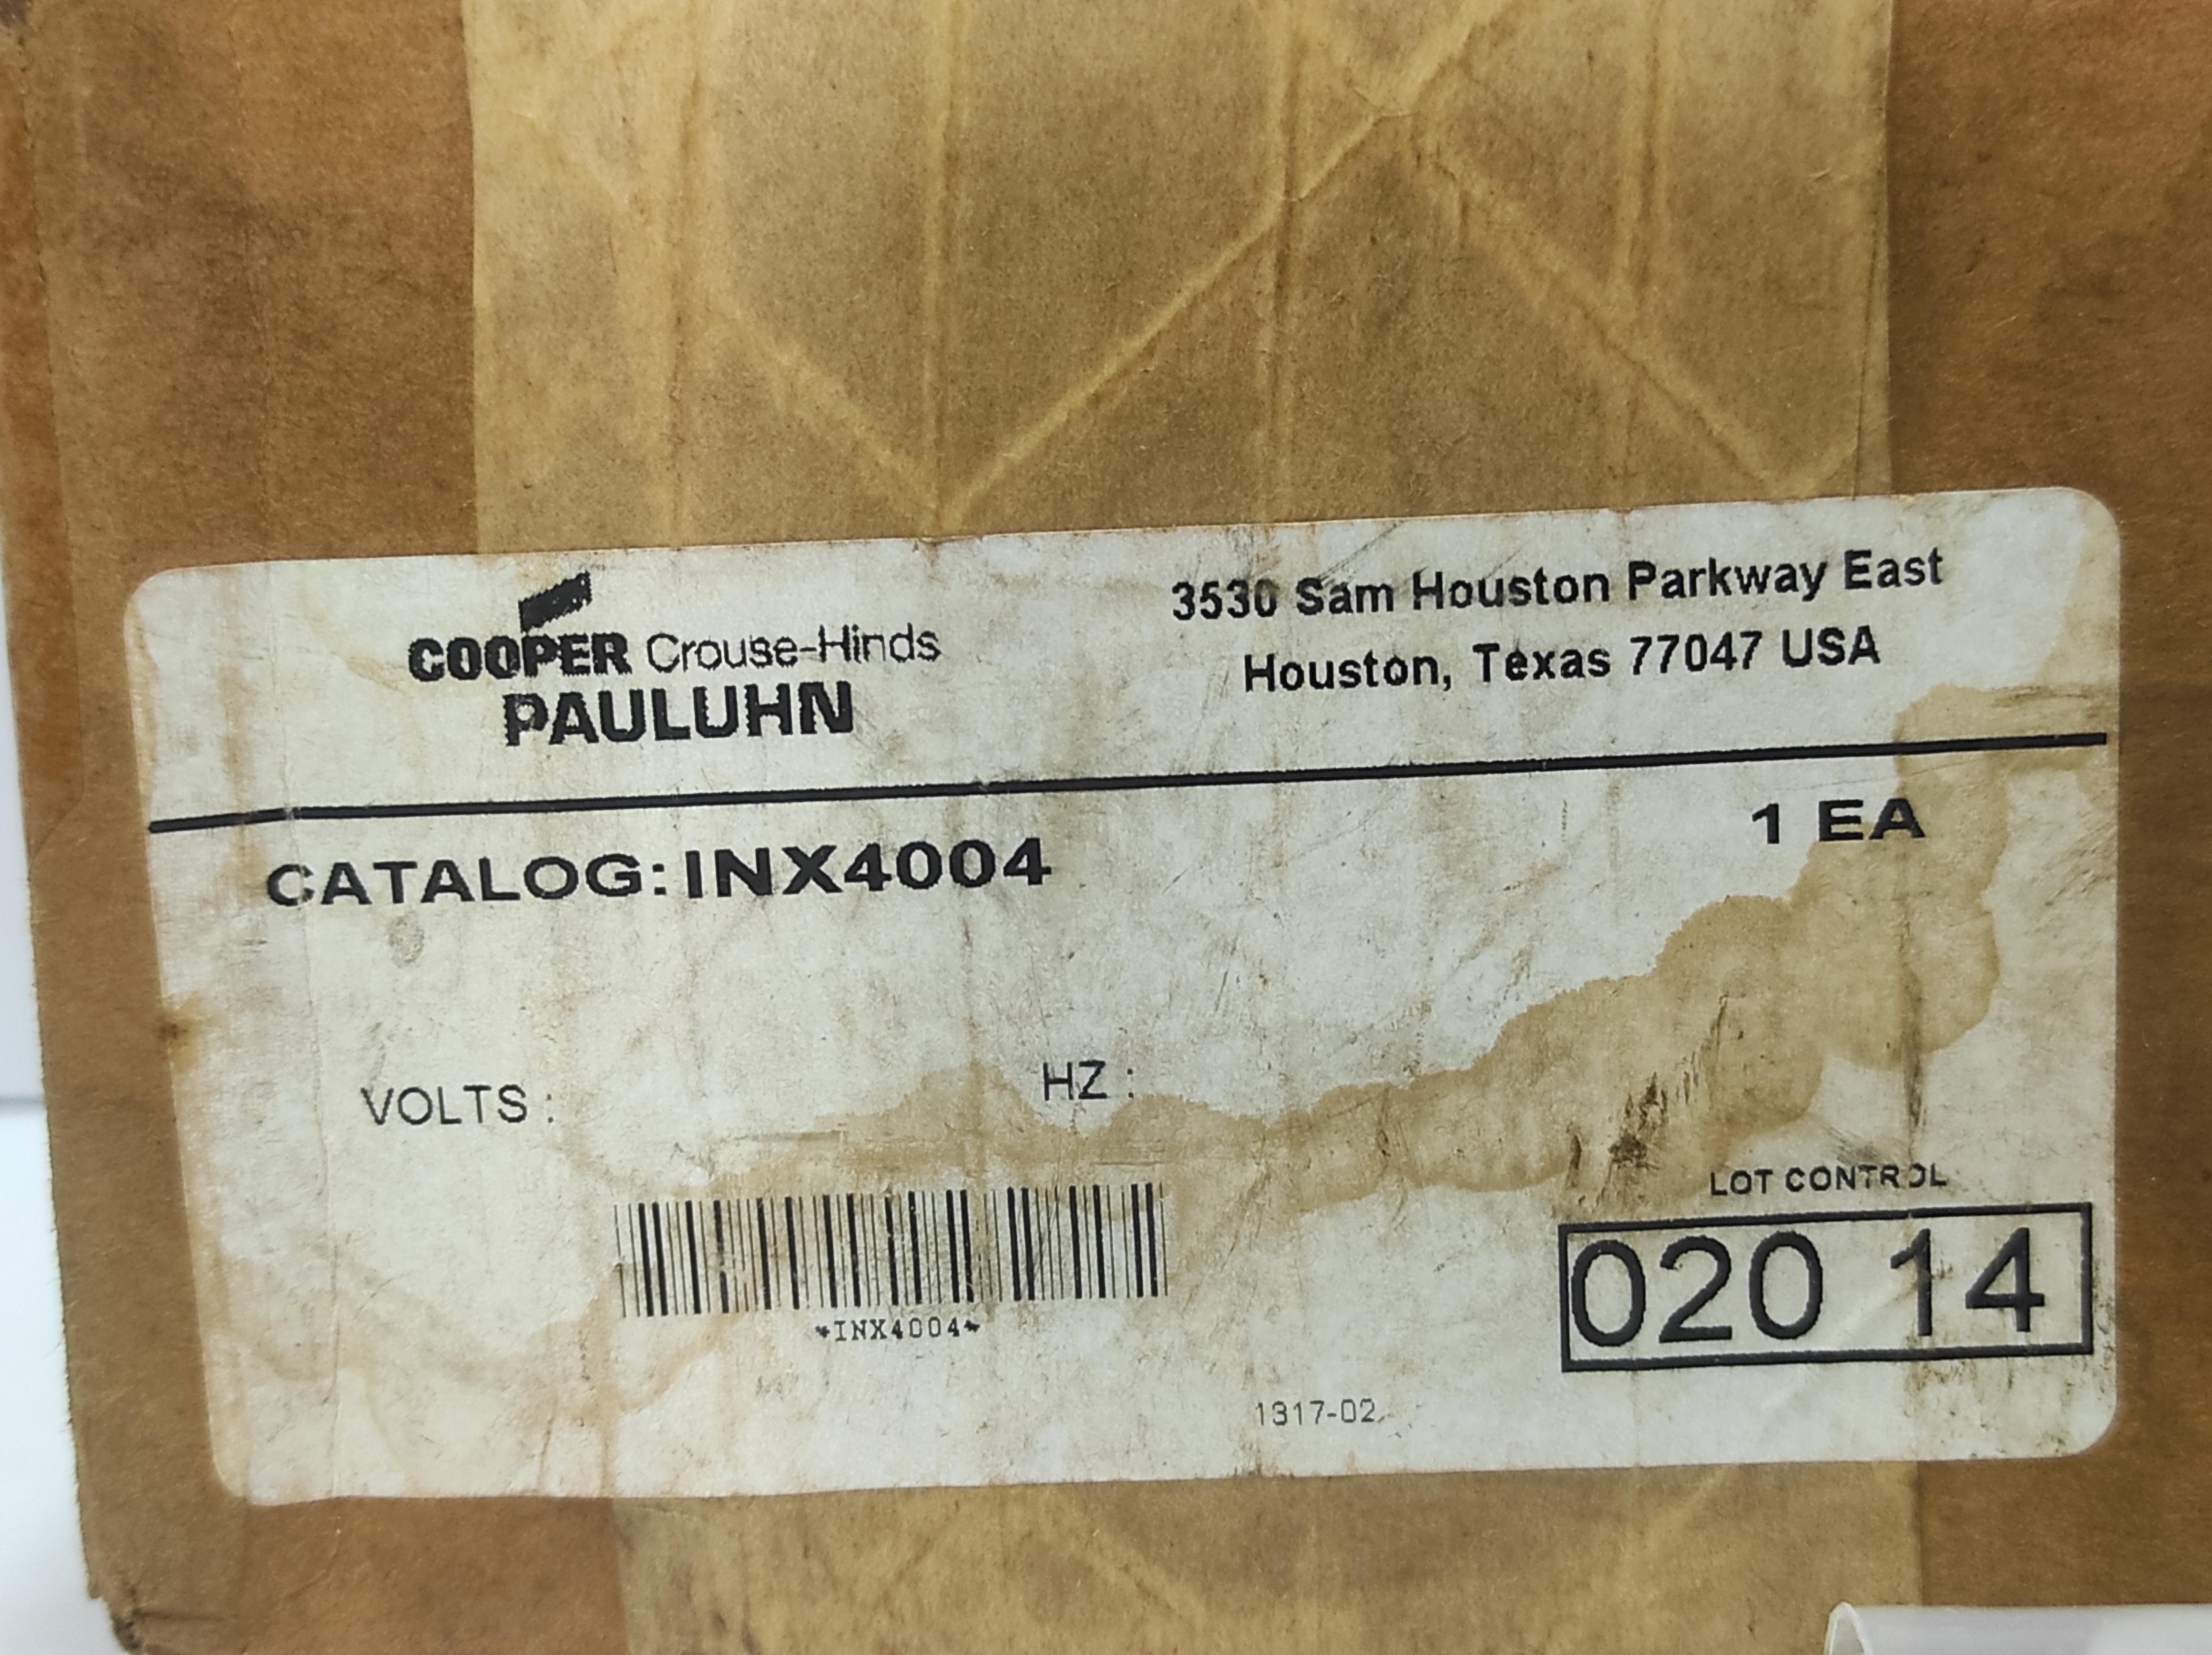 COOPER Crouse-Hinds
PAULUHN
3530 Sam Houston Parkway East
Houston, Texas 77047 USA
CATALOG:INX4004
1 EA
VOLTS :
HZ :
*INX4004*
LOT CONTROL
020 14
1317-02